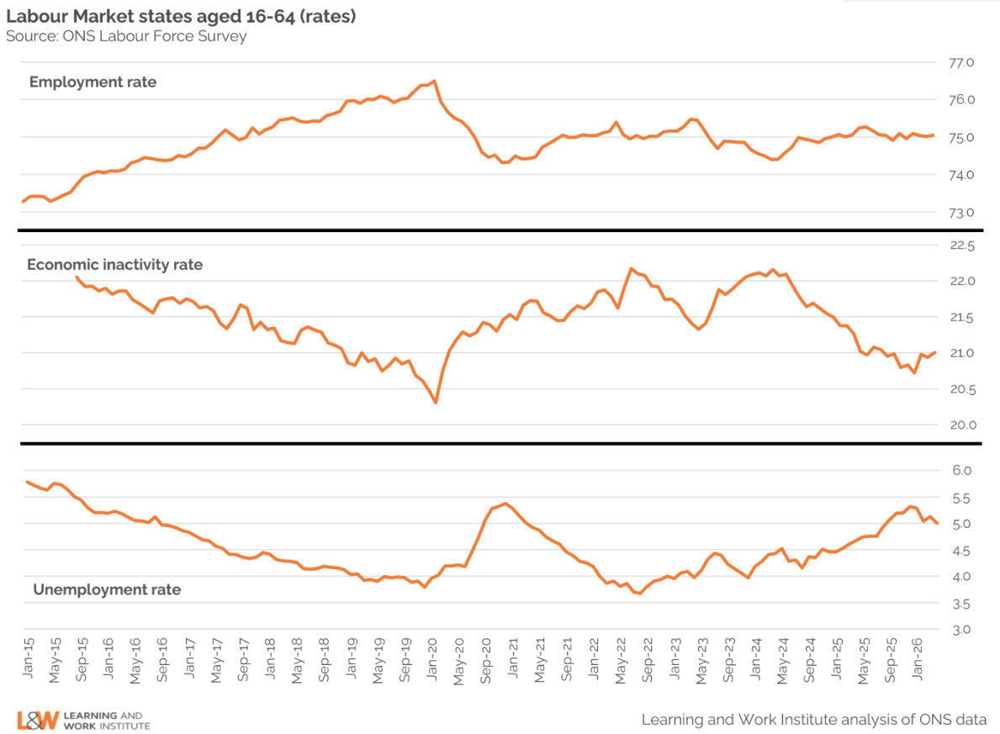 Labour Market states aged 16-64 (rates)
Source: ONS Labour Force Survey
Employment rate
77.0
76.0
75.0
74.0
73.0
Economic inactivity rate
22.5
22.0
21.5
21.0
20.5
20.0
Unemployment rate
6.0
5.5
5.0
4.5
4.0
3.5
3.0
Jan-15
May-15
Sep-15
Jan-16
May-16
Sep-16
Jan-17
May-17
Sep-17
Jan-18
May-18
Sep-18
Jan-19
May-19
Sep-19
Jan-20
May-20
Sep-20
Jan-21
May-21
Sep-21
Jan-22
May-22
Sep-22
Jan-23
May-23
Sep-23
Jan-24
May-24
Sep-24
Jan-25
May-25
Sep-25
Jan-26
L&W LEARNING AND
WORK INSTITUTE
Learning and Work Institute analysis of ONS data